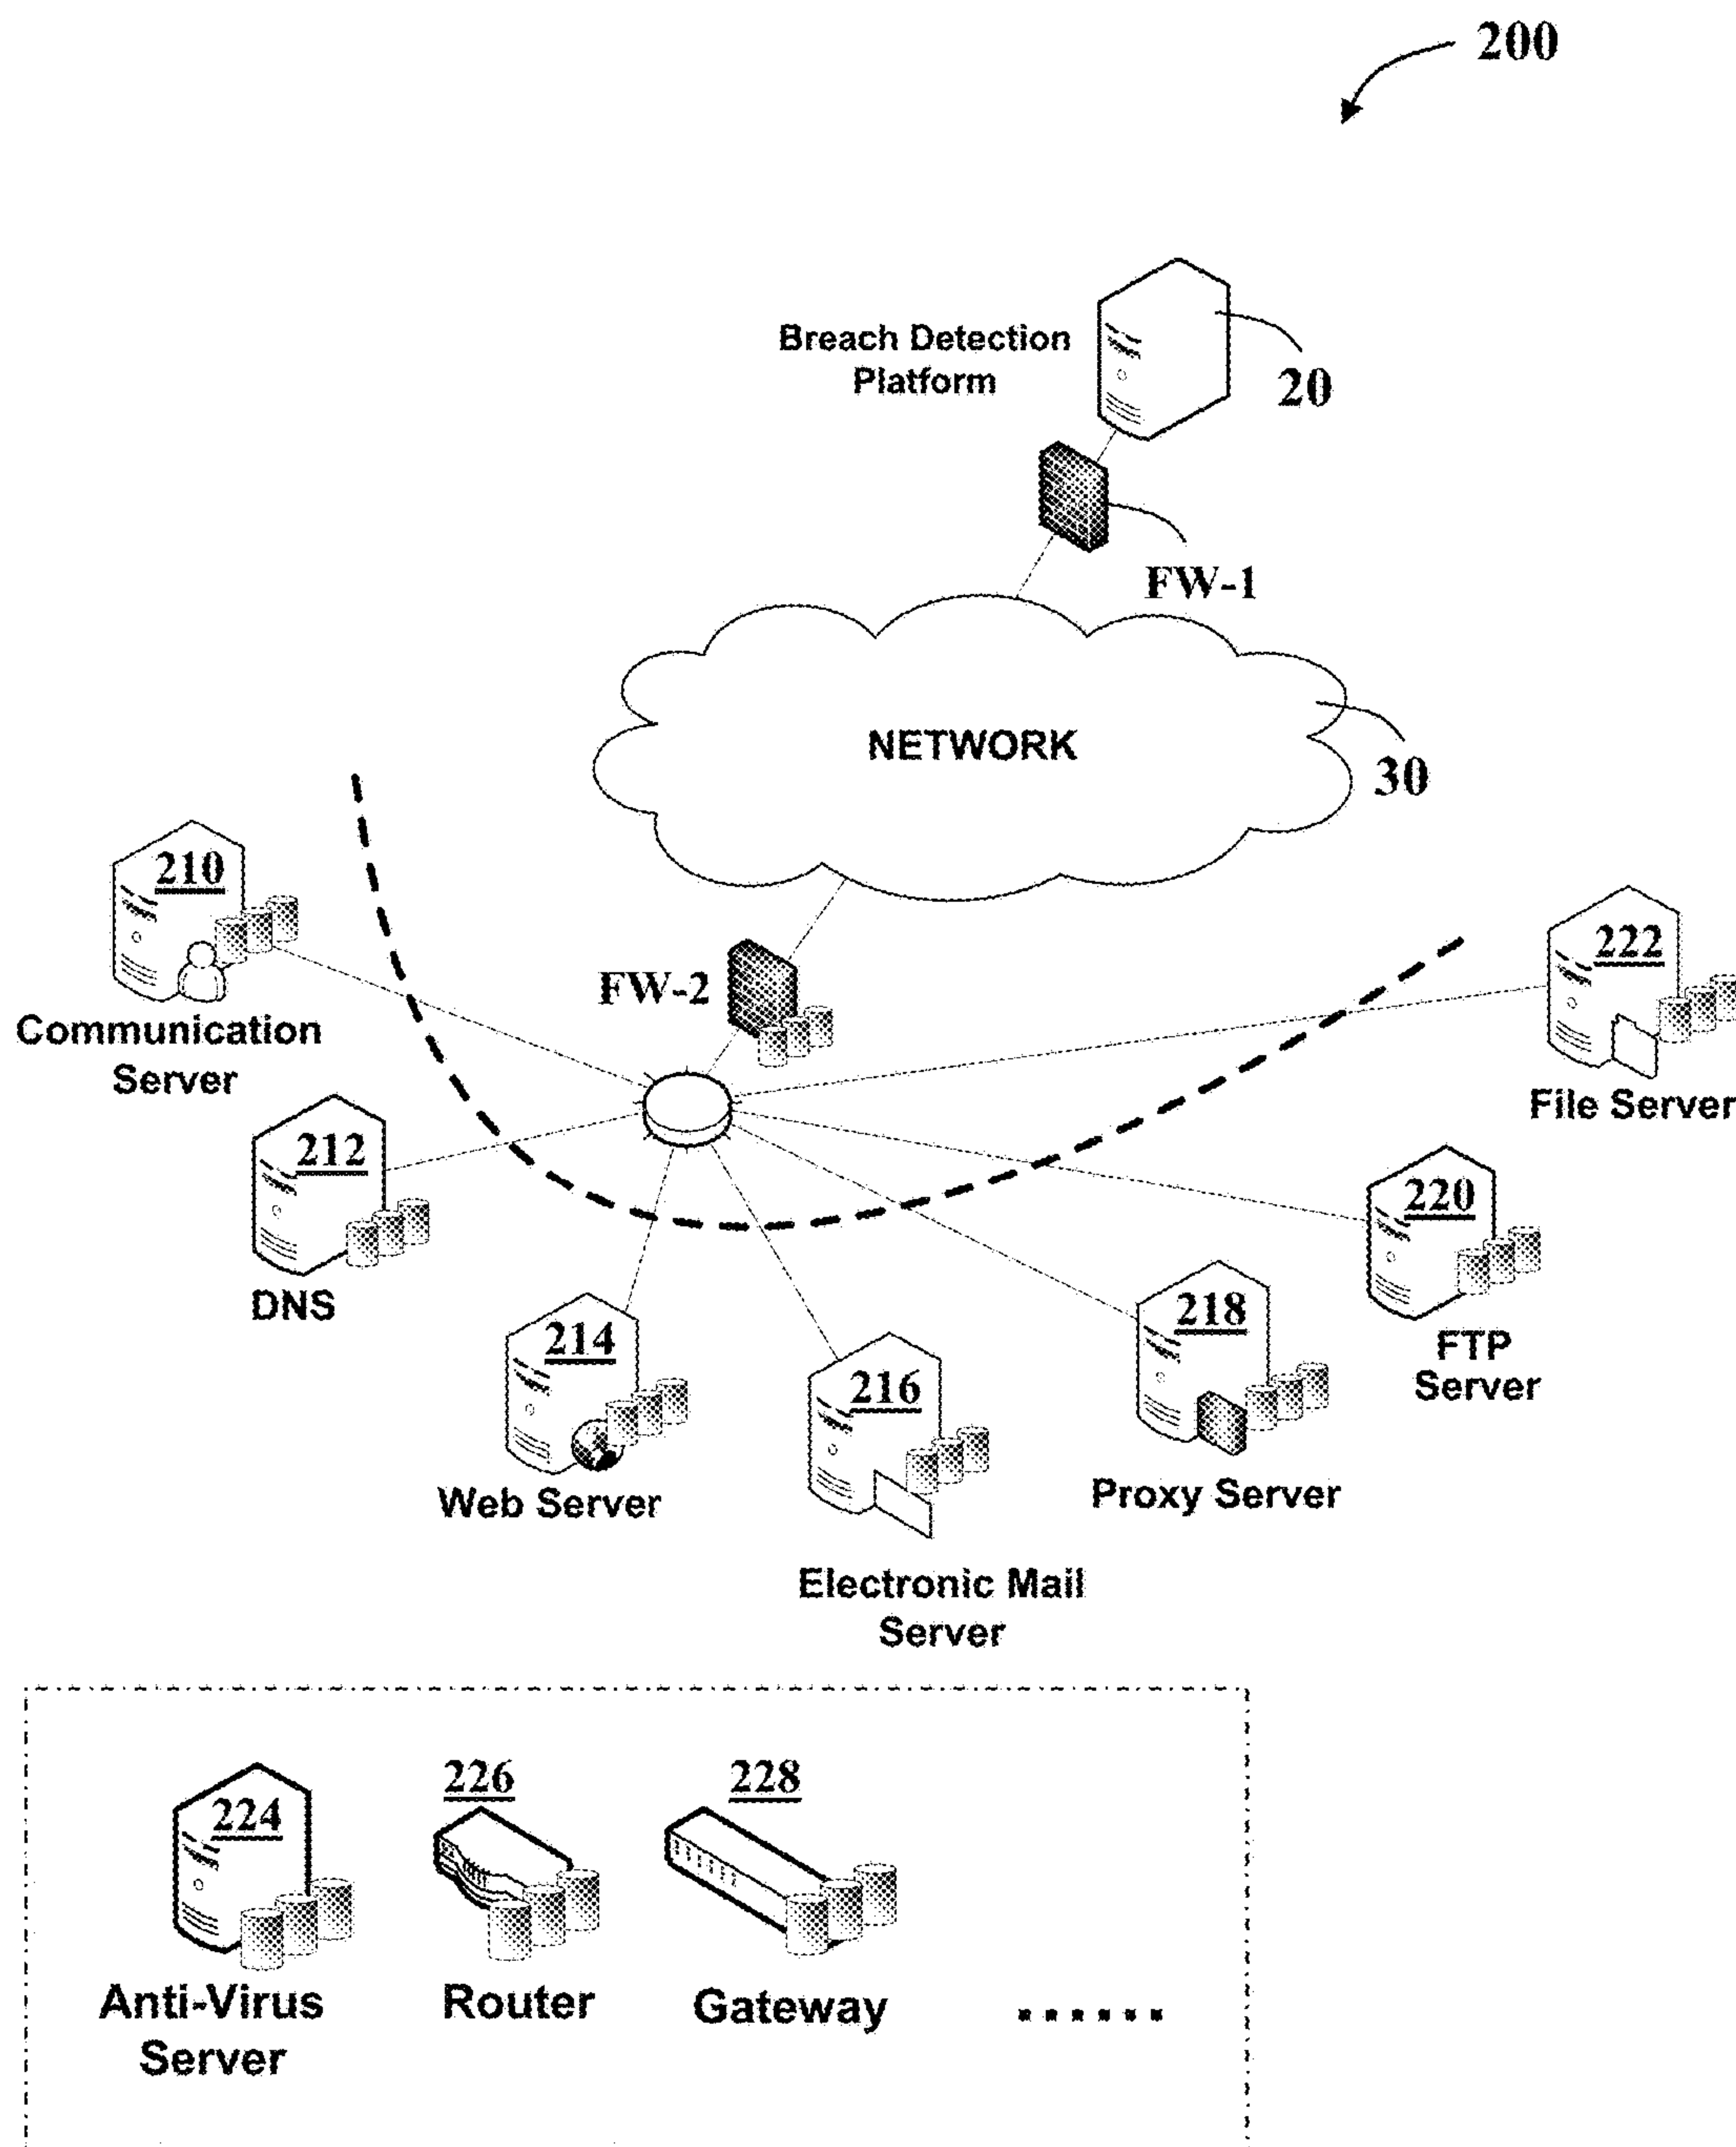 200
Breach Detection
Platform
20
FW-1
NETWORK
30
210
Communication
Server
FW-2
222
File Server
212
DNS
220
FTP
Server
214
Web Server
218
Proxy Server
216
Electronic Mail
Server
224
Anti-Virus
Server
226
Router
228
Gateway
......